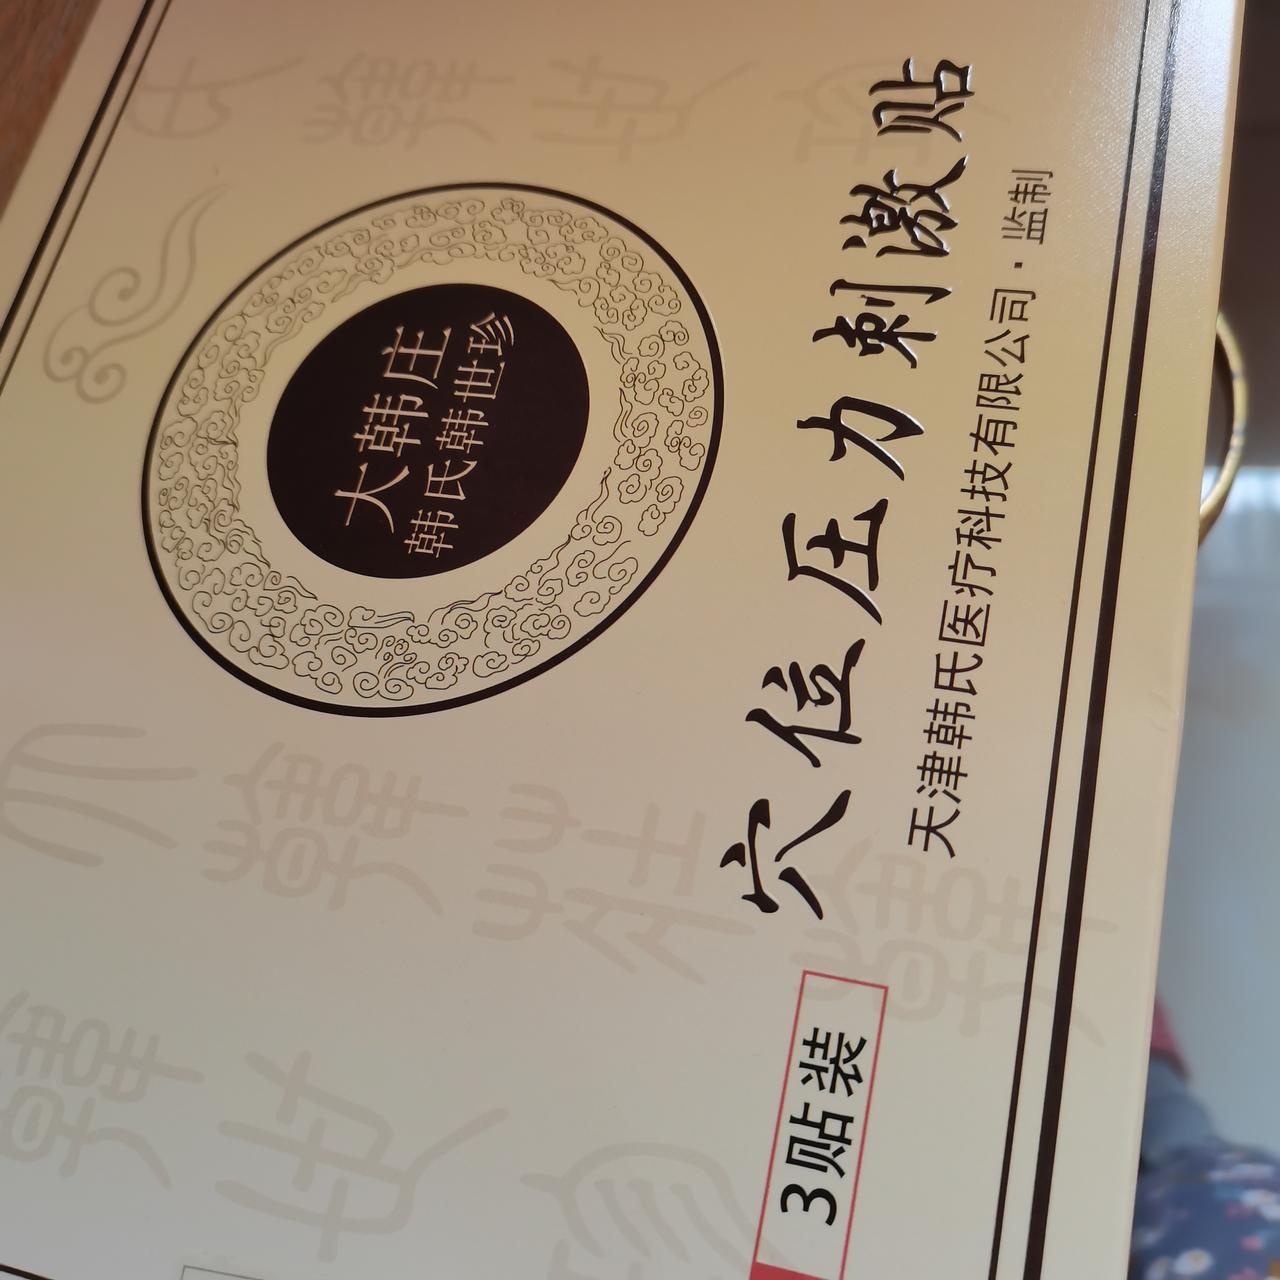 大韩庄
韩氏韩世珍
穴位压力刺激贴
天津韩氏医疗科技有限公司·监制
3贴装